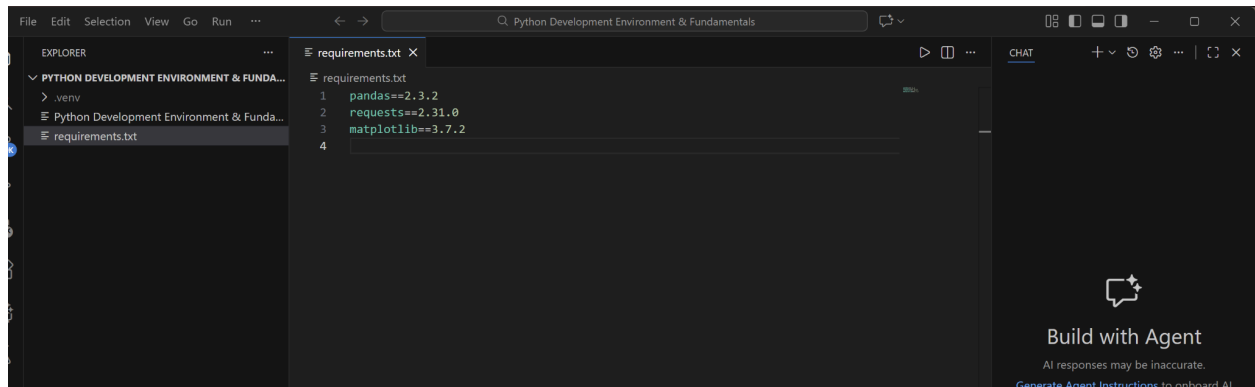 File Edit Selection View Go Run ···
Python Development Environment & Fundamentals
EXPLORER ···
PYTHON DEVELOPMENT ENVIRONMENT & FUNDA...
.venv
Python Development Environment & Funda...
requirements.txt
requirements.txt
requirements.txt
1 pandas==2.3.2
2 requests==2.31.0
3 matplotlib==3.7.2
4
CHAT
Build with Agent
AI responses may be inaccurate.
Generate Agent Instructions to onboard AI